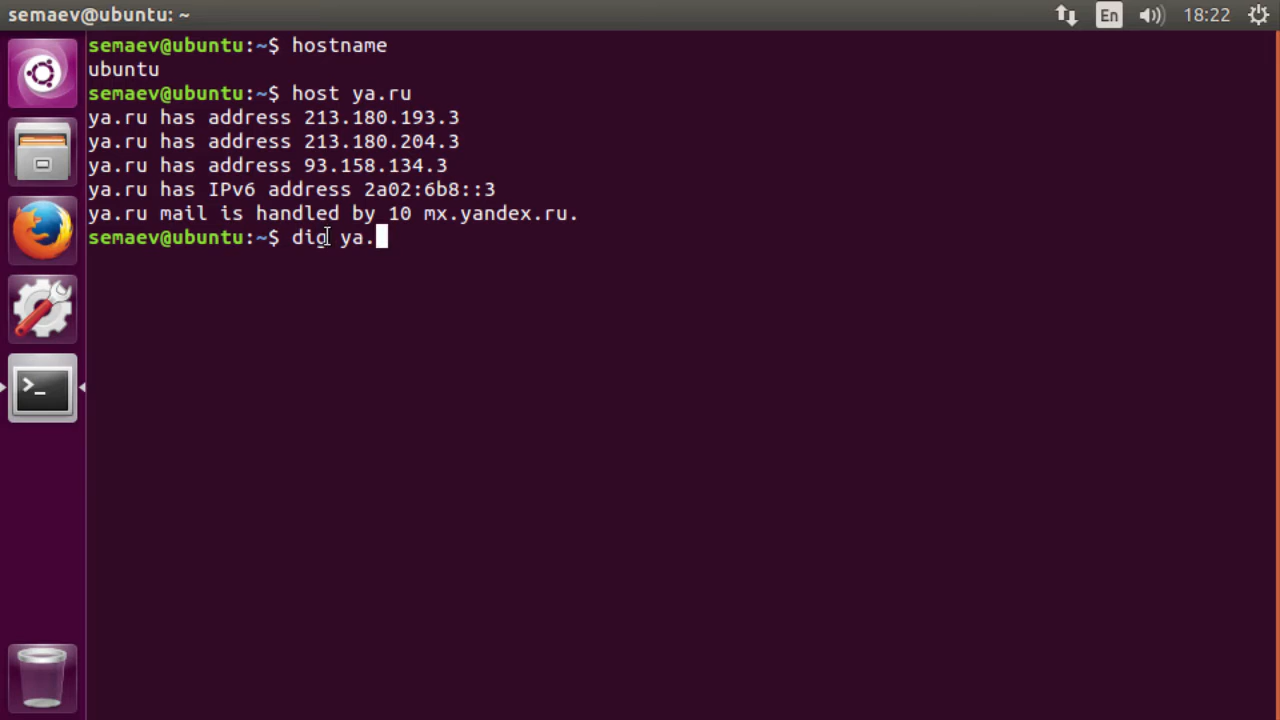 semaev@ubuntu: ~
En
18:22
semaev@ubuntu:~$ hostname
ubuntu
semaev@ubuntu:~$ host ya.ru
ya.ru has address 213.180.193.3
ya.ru has address 213.180.204.3
ya.ru has address 93.158.134.3
ya.ru has IPv6 address 2a02:6b8::3
ya.ru mail is handled by 10 mx.yandex.ru.
semaev@ubuntu:~$ dig ya.
>_